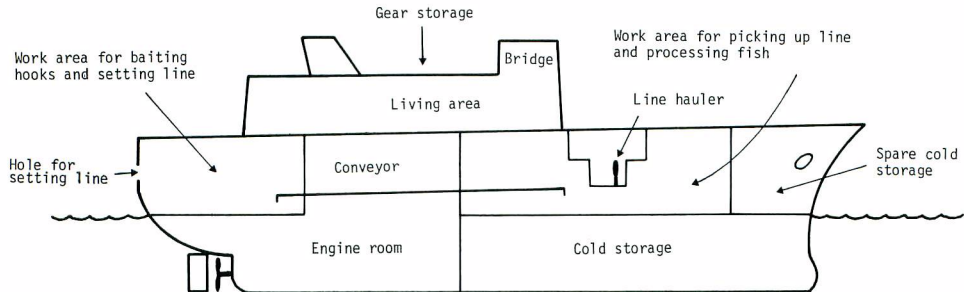 Gear storage
Work area for baiting
hooks and setting line
Work area for picking up line
and processing fish
Bridge
Living area
Line hauler
Hole for
setting line
Conveyor
Spare cold
storage
Engine room
Cold storage